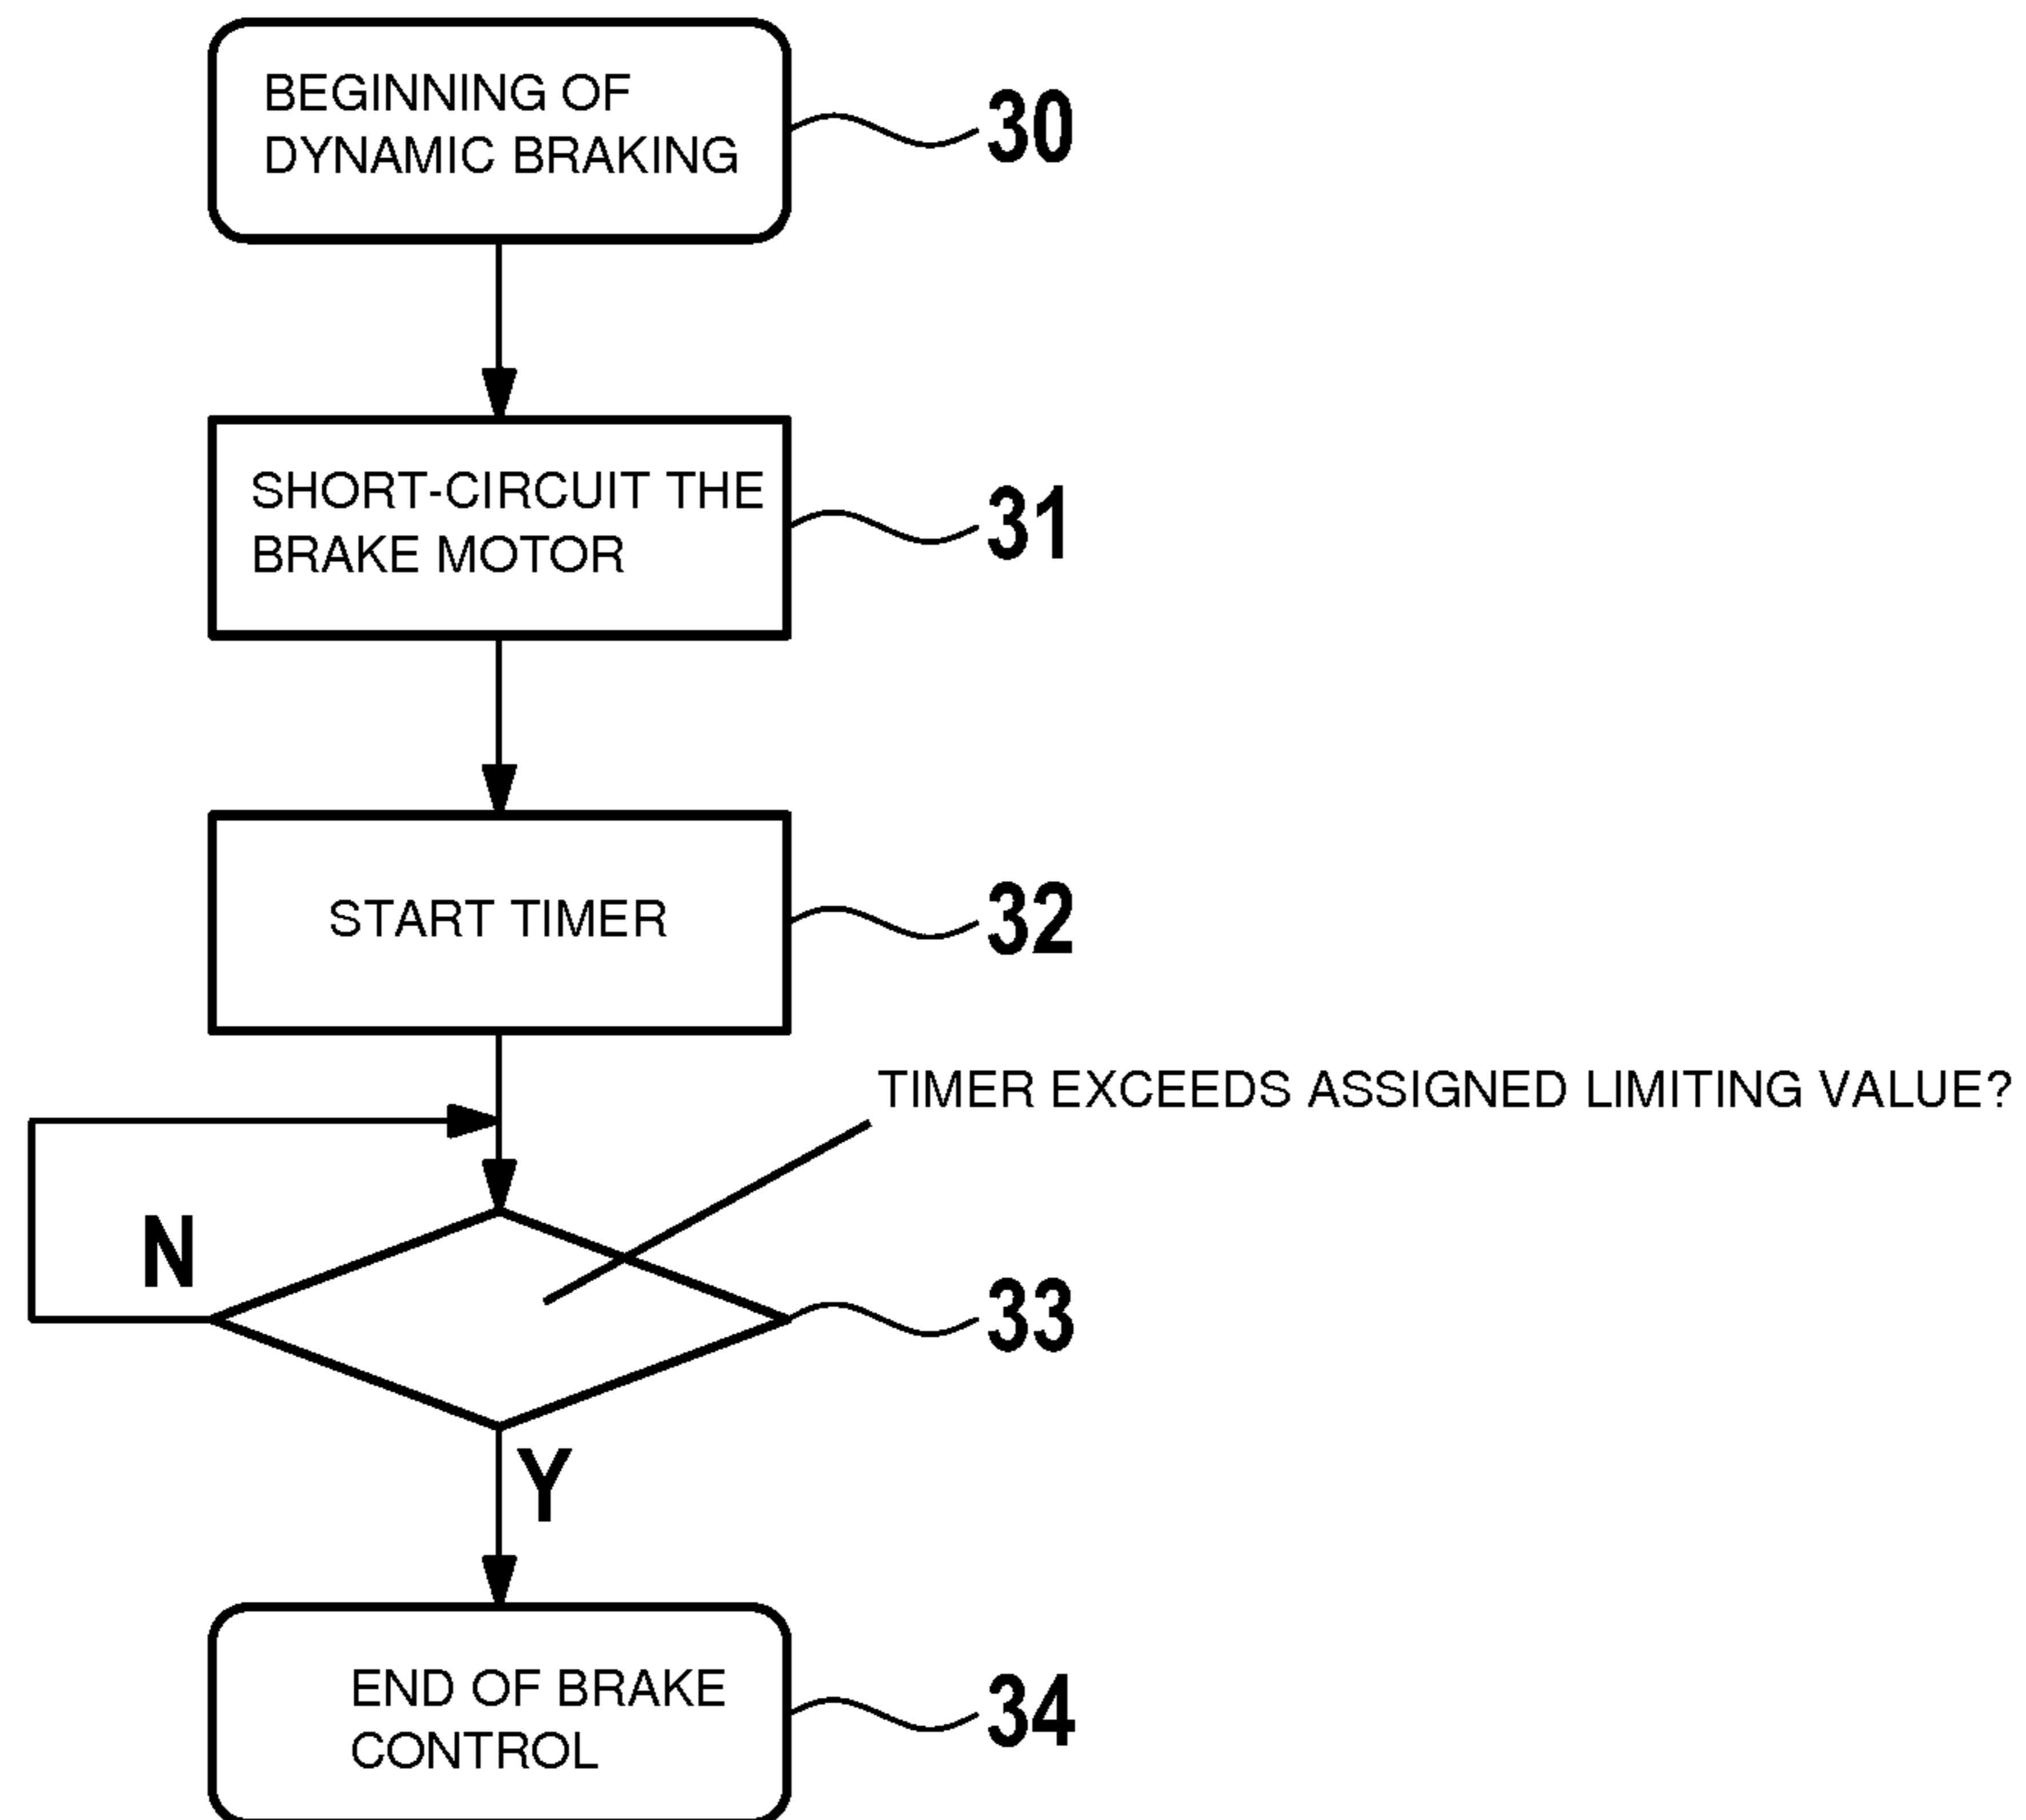 BEGINNING OF
DYNAMIC BRAKING
30
SHORT-CIRCUIT THE
BRAKE MOTOR
31
START TIMER
32
TIMER EXCEEDS ASSIGNED LIMITING VALUE?
N
33
Y
END OF BRAKE
CONTROL
34